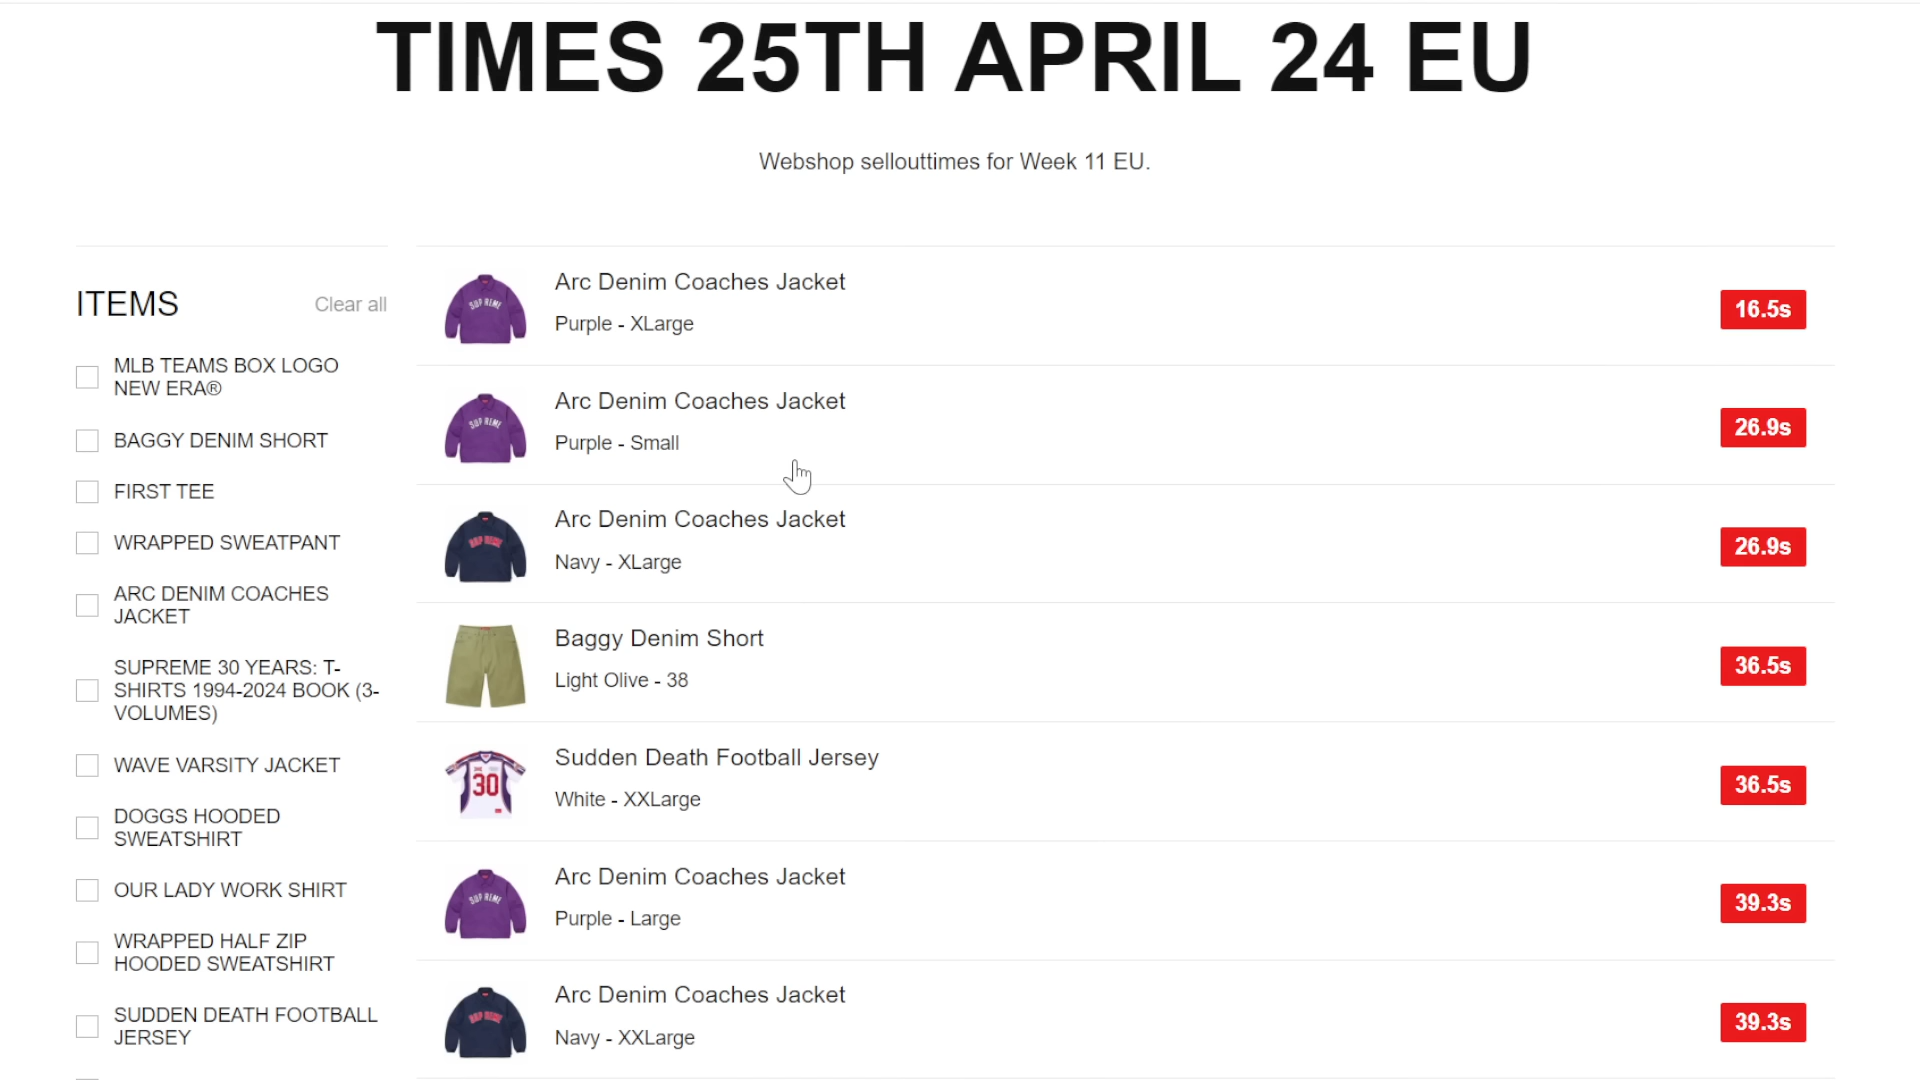 TIMES 25TH APRIL 24 EU
Webshop sellouttimes for Week 11 EU.
ITEMS
Clear all
MLB TEAMS BOX LOGO
NEW ERA®
BAGGY DENIM SHORT
FIRST TEE
WRAPPED SWEATPANT
ARC DENIM COACHES
JACKET
SUPREME 30 YEARS: T-
SHIRTS 1994-2024 BOOK (3-
VOLUMES)
WAVE VARSITY JACKET
DOGGS HOODED
SWEATSHIRT
OUR LADY WORK SHIRT
WRAPPED HALF ZIP
HOODED SWEATSHIRT
SUDDEN DEATH FOOTBALL
JERSEY
SUPREME
Arc Denim Coaches Jacket
Purple - XLarge
16.5s
SUPREME
Arc Denim Coaches Jacket
Purple - Small
26.9s
SUPREME
Arc Denim Coaches Jacket
Navy - XLarge
26.9s
Baggy Denim Short
Light Olive - 38
36.5s
30
Sudden Death Football Jersey
White - XXLarge
36.5s
SUPREME
Arc Denim Coaches Jacket
Purple - Large
39.3s
SUPREME
Arc Denim Coaches Jacket
Navy - XXLarge
39.3s